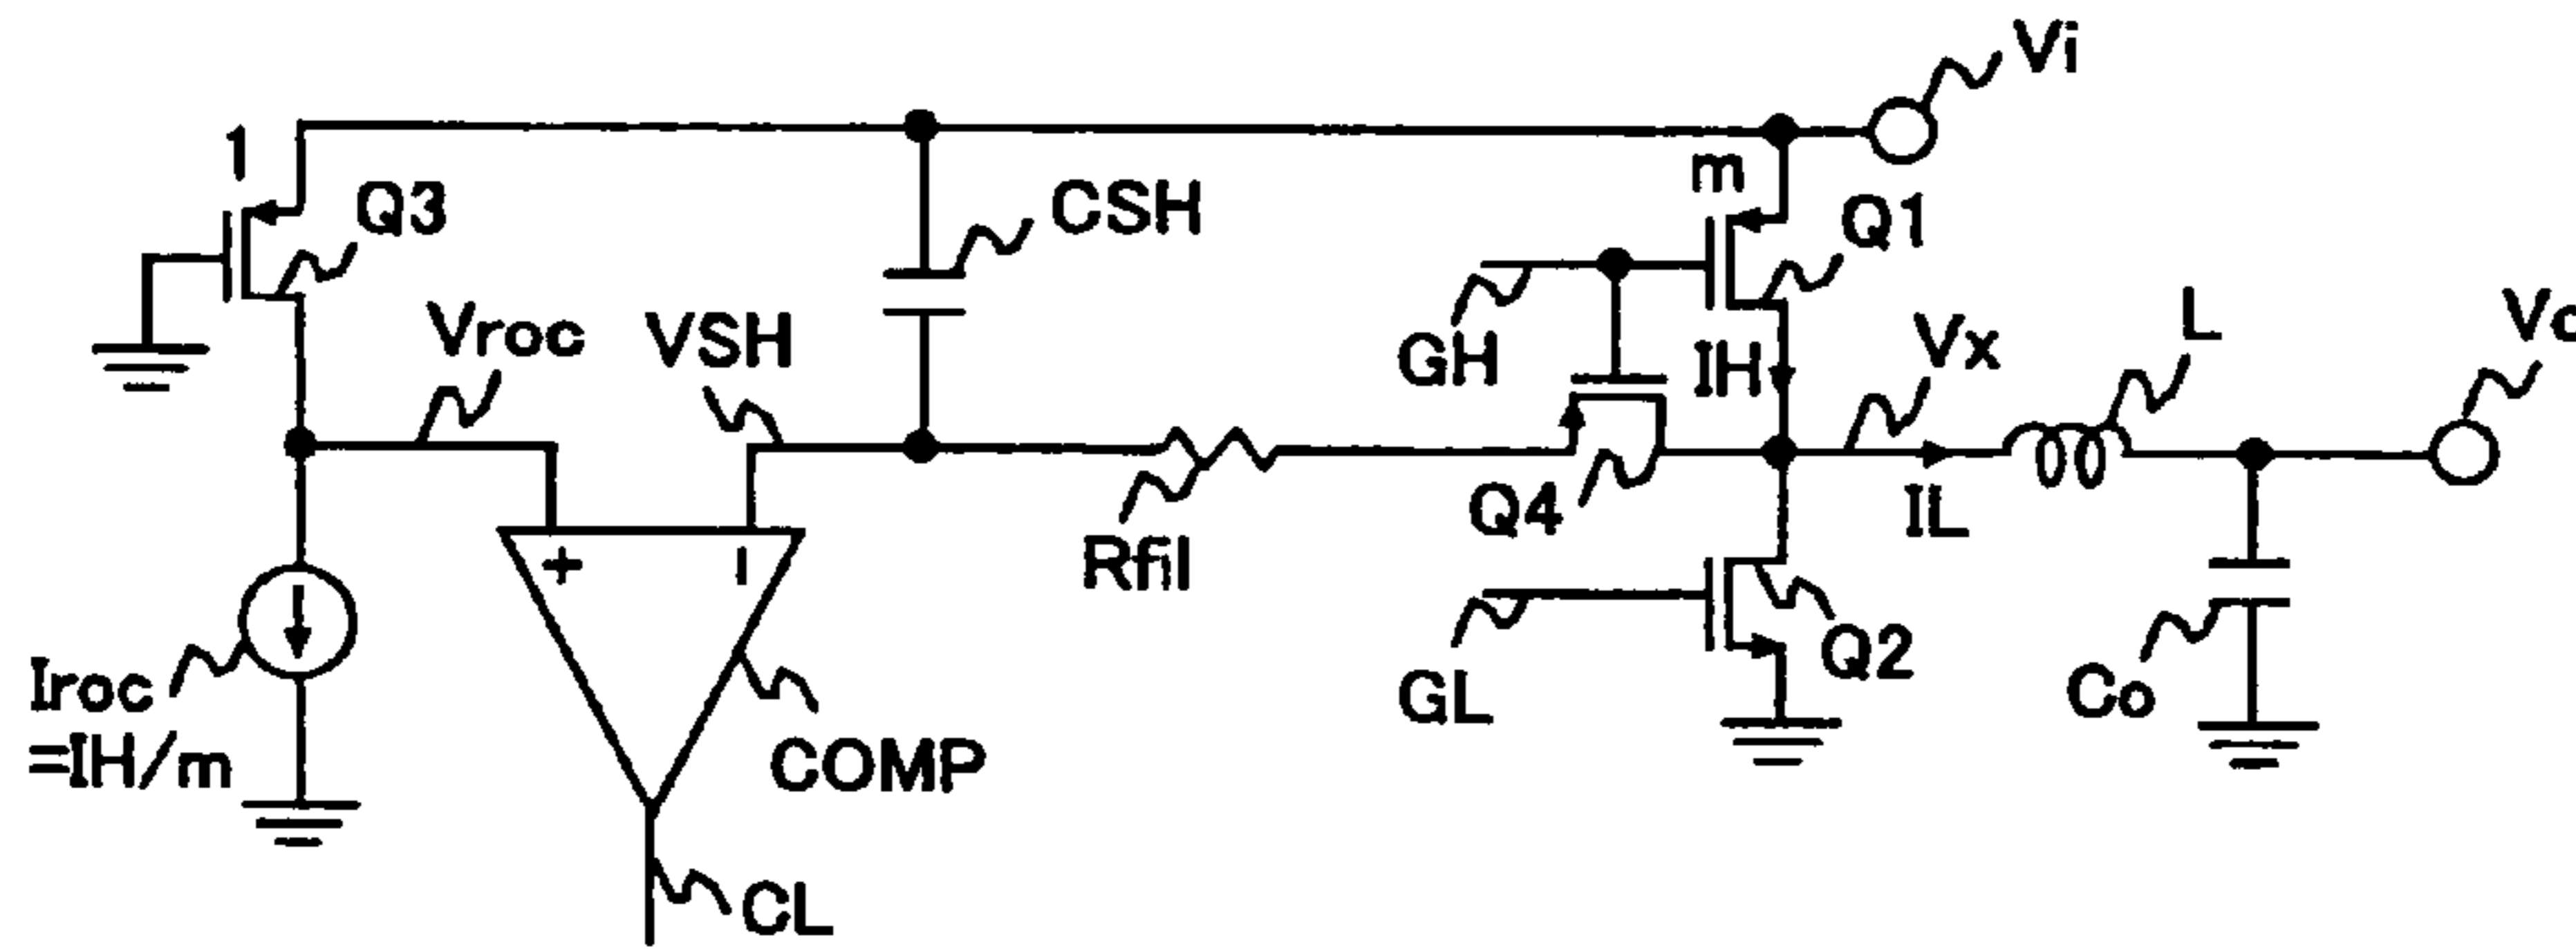 Vi
1
m
Q3
CSH
Q1
Vroc
VSH
GH
IH
Vx
L
Vo
Q4
IL
+
−
Rfil
Iroc
=IH/m
GL
Q2
Co
COMP
CL